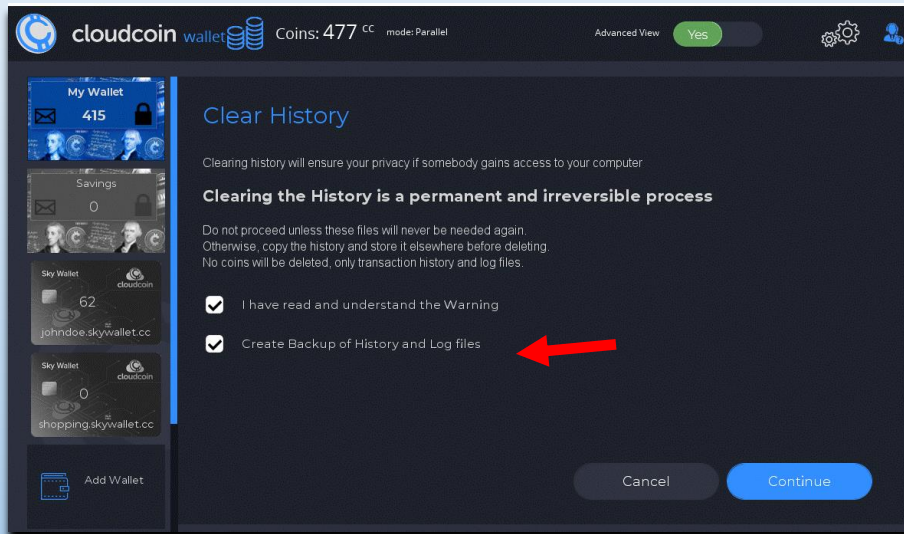 cloudcoin wallet Coins: 477 CC mode: Parallel Advanced View Yes
My Wallet
415
Savings
0
Sky Wallet
cloudcoin
62
johndoe.skywallet.cc
Sky Wallet
cloudcoin
0
shopping.skywallet.cc
Add Wallet
Clear History
Clearing history will ensure your privacy if somebody gains access to your computer
Clearing the History is a permanent and irreversible process
Do not proceed unless these files will never be needed again.
Otherwise, copy the history and store it elsewhere before deleting.
No coins will be deleted, only transaction history and log files.
I have read and understand the Warning
Create Backup of History and Log files
Cancel Continue